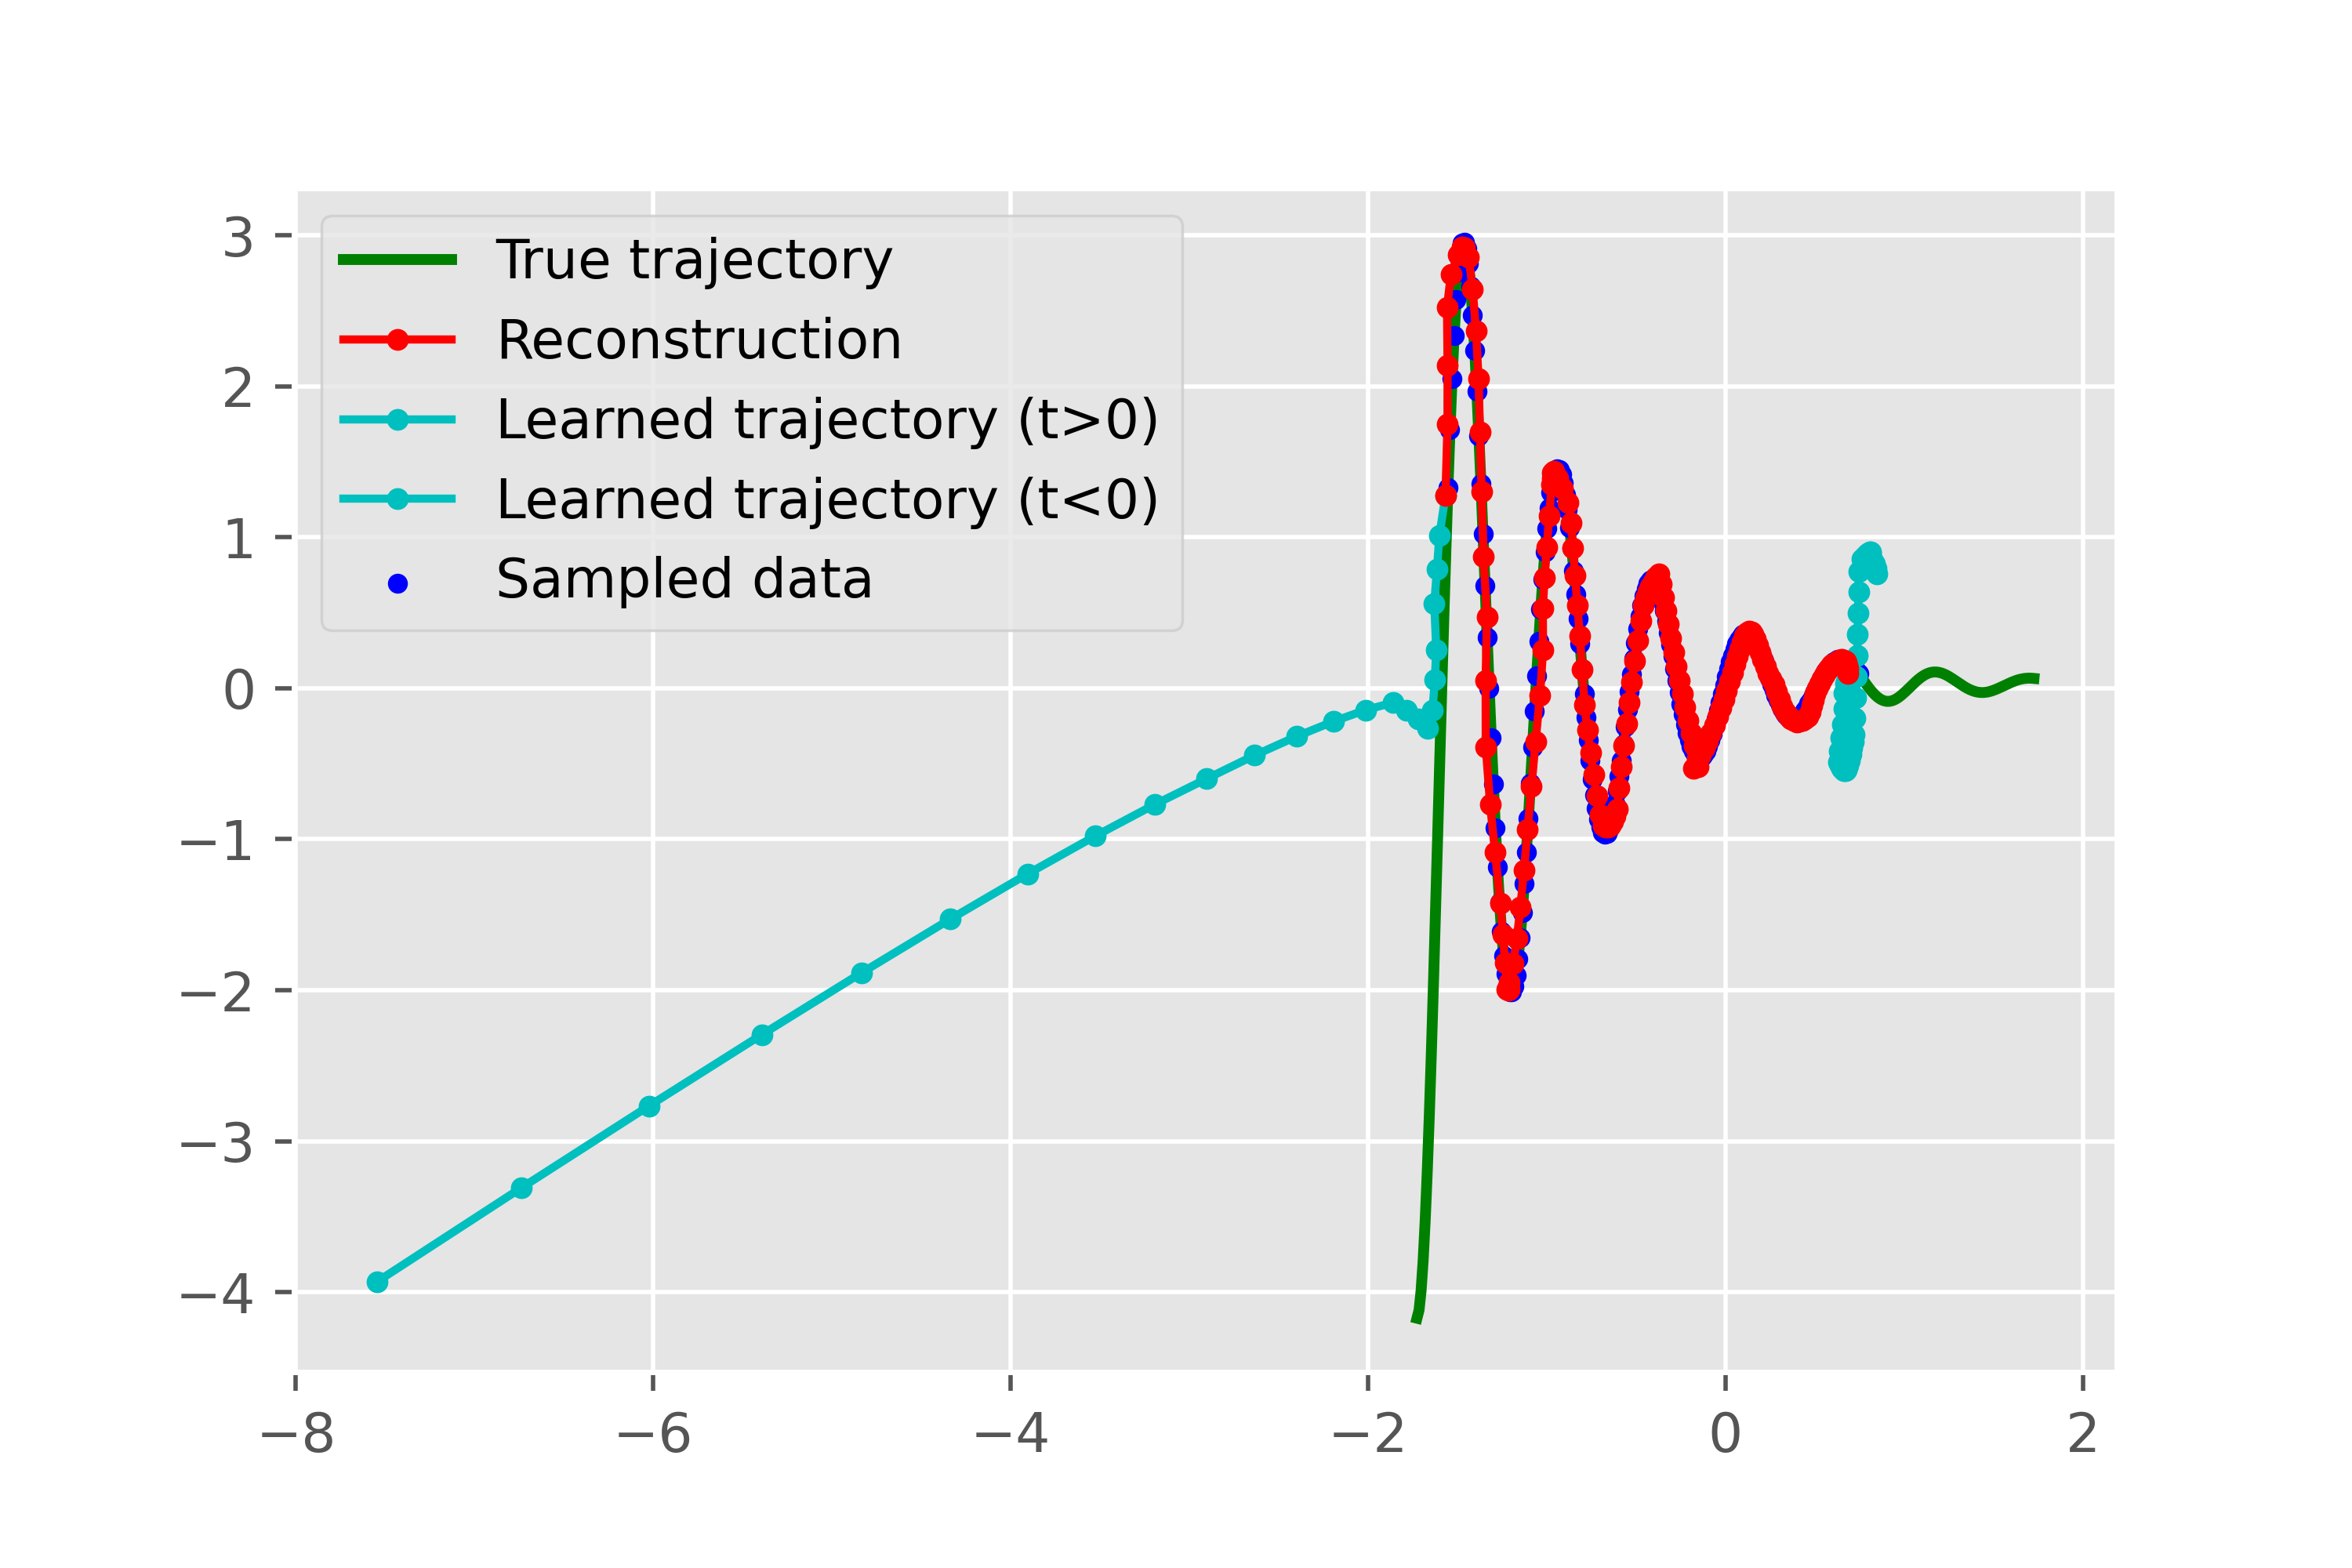 True trajectory
Reconstruction
Learned trajectory (t>0)
Learned trajectory (t<0)
Sampled data
3
2
1
0
−1
−2
−3
−4
−8 −6 −4 −2 0 2